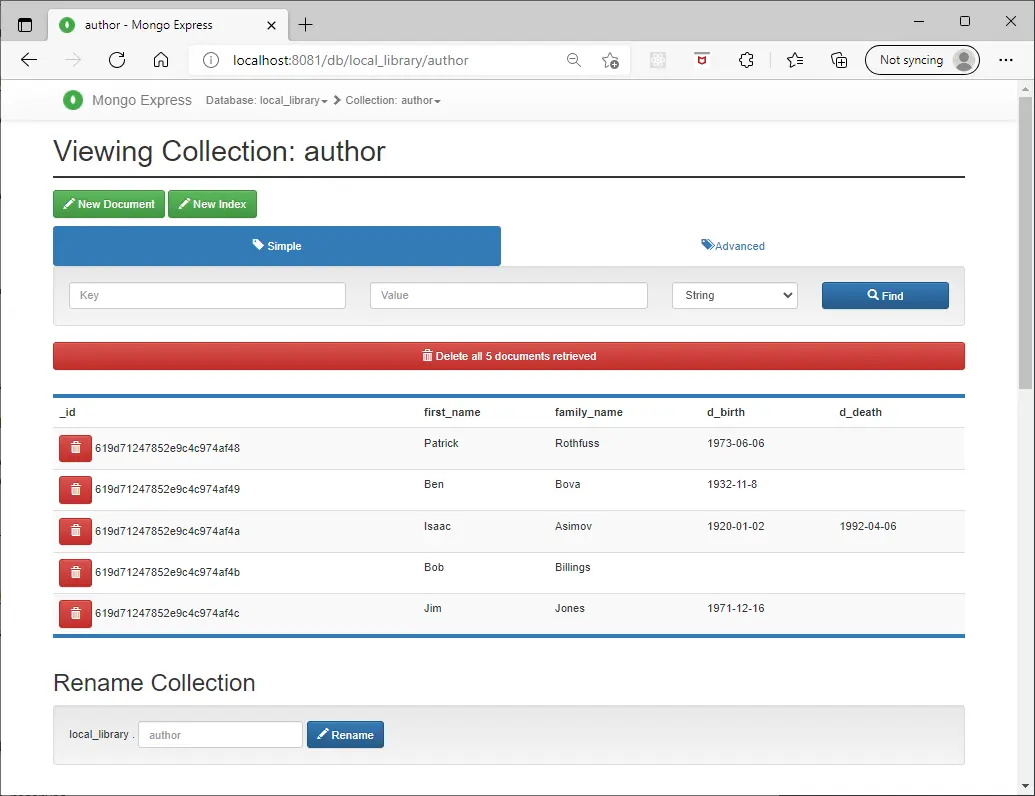 author - Mongo Express
localhost:8081/db/local_library/author
Not syncing
Mongo Express Database: local_library Collection: author
Viewing Collection: author
New Document New Index
Simple Advanced
Key Value String Find
Delete all 5 documents retrieved
_id first_name family_name d_birth d_death
619d71247852e9c4c974af48 Patrick Rothfuss 1973-06-06
619d71247852e9c4c974af49 Ben Bova 1932-11-8
619d71247852e9c4c974af4a Isaac Asimov 1920-01-02 1992-04-06
619d71247852e9c4c974af4b Bob Billings
619d71247852e9c4c974af4c Jim Jones 1971-12-16
Rename Collection
local_library . author Rename